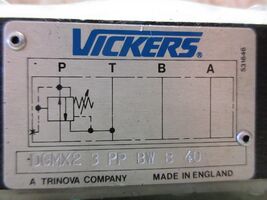 VICKERS®
531646
P T B A
DGMX2 3 PP BW B 40
A TRINOVA COMPANY MADE IN ENGLAND